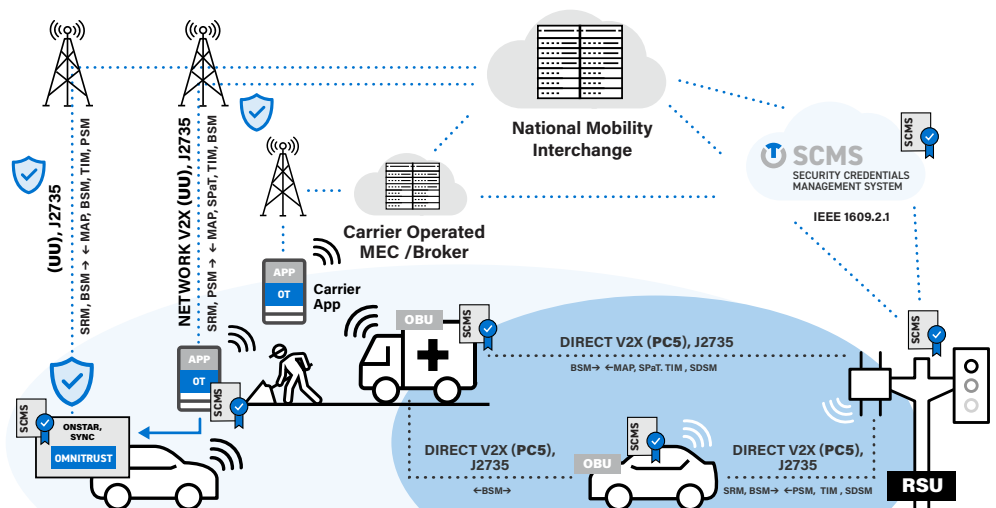 National Mobility
Interchange
SCMS
SCMS
SECURITY CREDENTIALS
MANAGEMENT SYSTEM
IEEE 1609.2.1
(UU), J2735
SRM, BSM→ ←MAP, BSM, TIM, PSM
NETWORK V2X (UU), J2735
SRM, PSM→ ←MAP, SPaT, TIM, BSM
Carrier Operated
MEC /Broker
APP
OT
Carrier
App
OBU
SCMS
SCMS
DIRECT V2X (PC5), J2735
BSM→ ←MAP, SPaT. TIM , SDSM
APP
OT
SCMS
SCMS
ONSTAR,
SYNC
OMNITRUST
DIRECT V2X (PC5),
J2735
←BSM→
SCMS
OBU
DIRECT V2X (PC5),
J2735
SRM, BSM→ ←PSM, TIM , SDSM
RSU